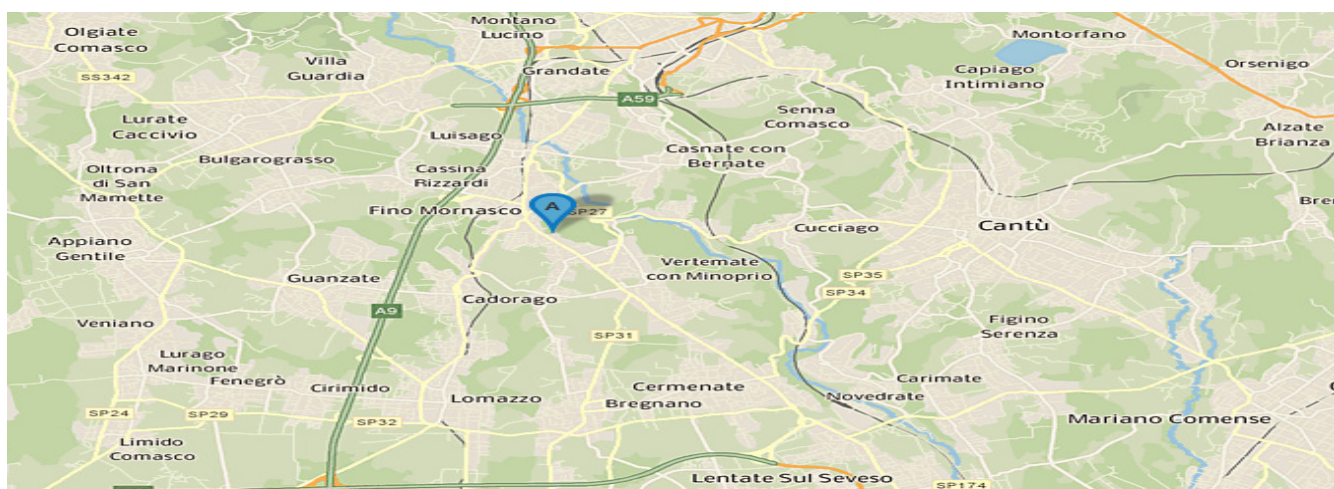 Montano
Lucino
Olgiate
Comasco
Montorfano
Villa
Guardia
Orsenigo
Grandate
SS342
Capiago
Intimiano
A59
Senna
Comasco
Lurate
Caccivio
Luisago
Alzate
Brianza
Casnate con
Bernate
Bulgarograsso
Cassina
Rizzardi
Oltrona
di San
Mamette
A
Fino Mornasco
SP27
Bre
Cantù
Cucciago
Appiano
Gentile
Vertemate
con Minoprio
Guanzate
SP35
SP34
Cadorago
A9
Veniano
Figino
Serenza
SP31
Lurago
Marinone
Fenegrò
Cirimido
Carimate
Cermenate
Lomazzo
Bregnano
Novedrate
SP24
SP29
SP32
Mariano Comense
Limido
Comasco
Lentate Sul Seveso
SP174